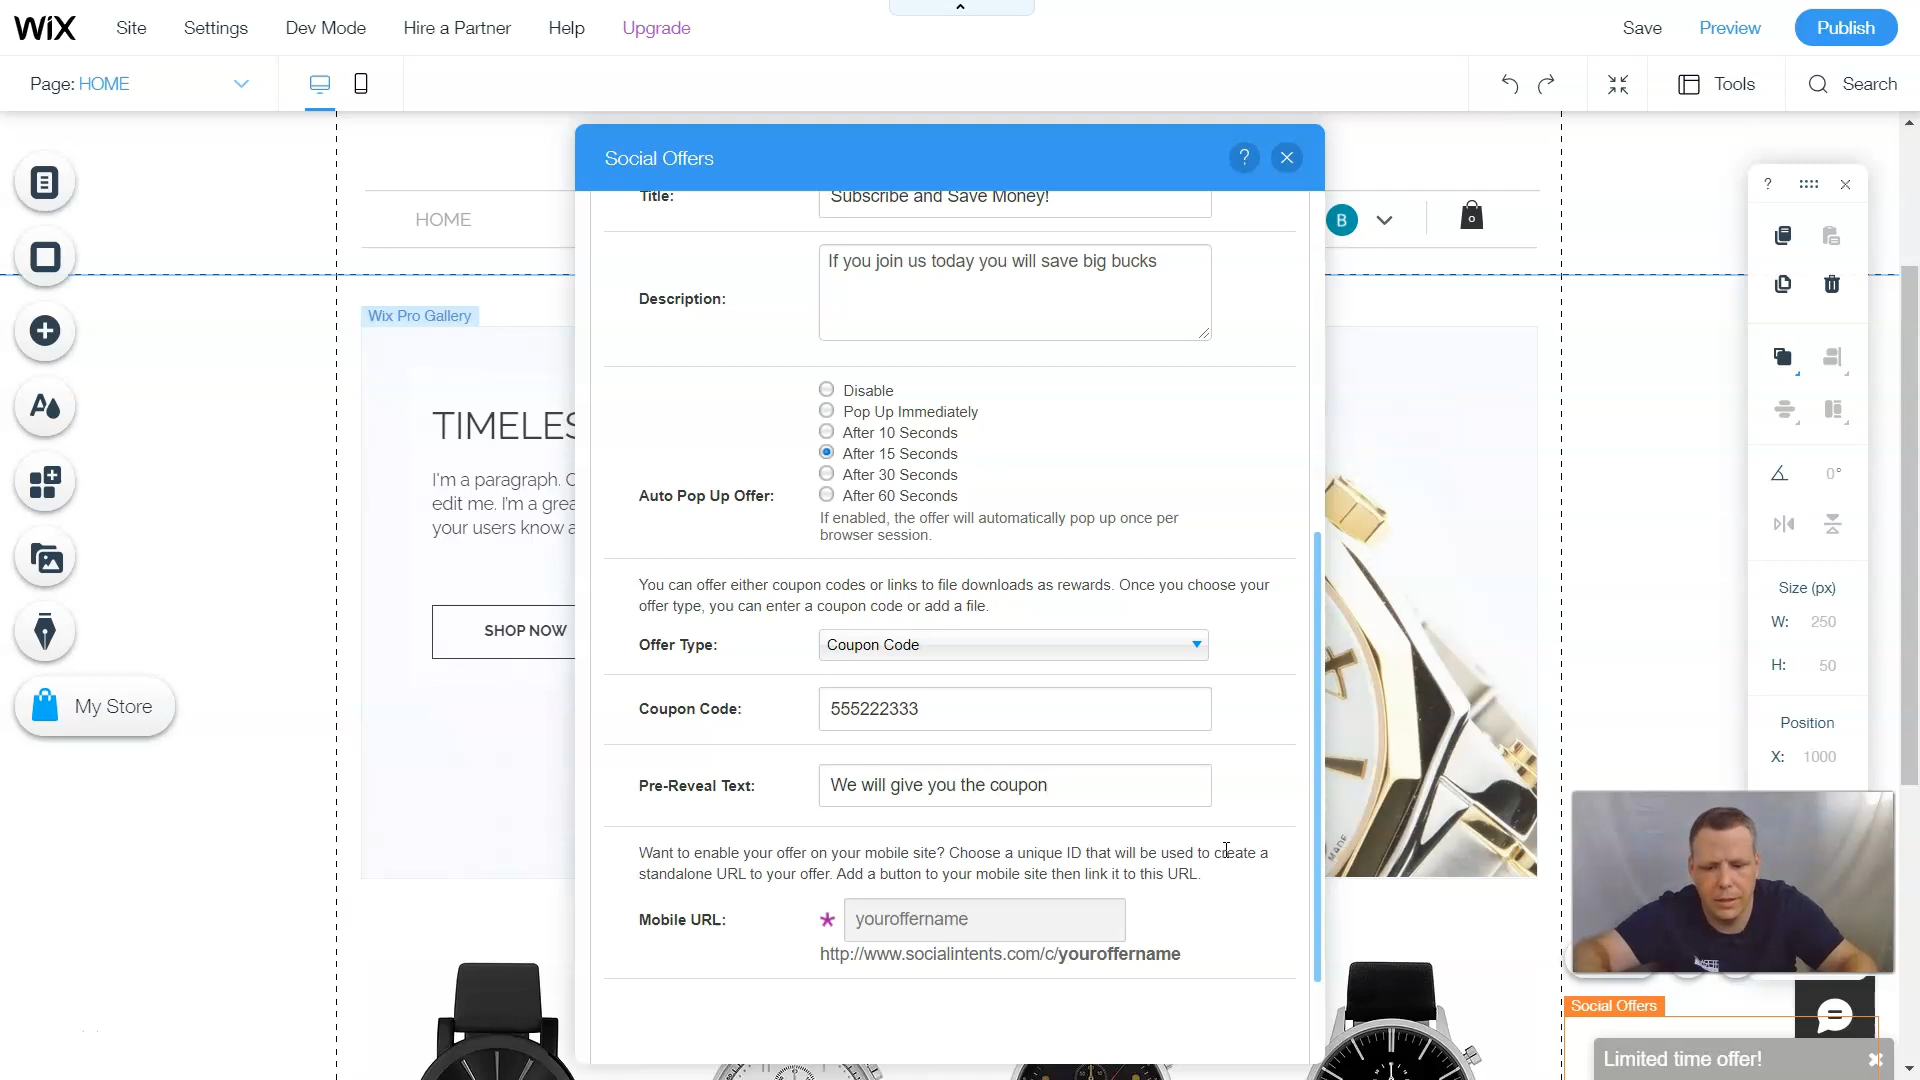 WiX
Site
Settings
Dev Mode
Hire a Partner
Help
Upgrade
Save
Preview
Publish
Page: HOME
Tools
Search
Social Offers
?
HOME
Title:
Subscribe and Save Money!
B
0
?
Description:
If you join us today you will save big bucks
Wix Pro Gallery
TIMELES
I'm a paragraph. C
edit me. I'm a grea
your users know a
SHOP NOW
Auto Pop Up Offer:
Disable
Pop Up Immediately
After 10 Seconds
After 15 Seconds
After 30 Seconds
After 60 Seconds
If enabled, the offer will automatically pop up once per
browser session.
You can offer either coupon codes or links to file downloads as rewards. Once you choose your
offer type, you can enter a coupon code or add a file.
Offer Type:
Coupon Code
Coupon Code:
555222333
Pre-Reveal Text:
We will give you the coupon
Want to enable your offer on your mobile site? Choose a unique ID that will be used to create a
standalone URL to your offer. Add a button to your mobile site then link it to this URL.
Mobile URL:
* youroffername
http://www.socialintents.com/c/youroffername
My Store
0°
Size (px)
W: 250
H: 50
Position
X: 1000
MADE
Social Offers
Limited time offer!